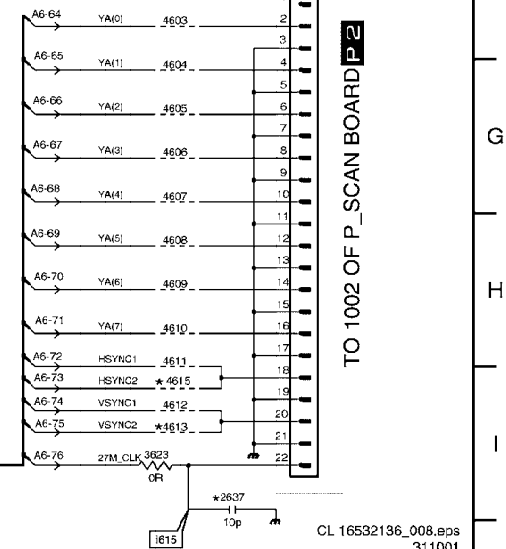 A6-64 YA(0) 4603 2
3
A6-65 YA(1) 4604 4
5
A6-66 YA(2) 4605 6
7
A6-67 YA(3) 4606 8
9
A6-68 YA(4) 4607 10
11
A6-69 YA(5) 4608 12
13
A6-70 YA(6) 4609 14
15
A6-71 YA(7) 4610 16
17
A6-72 HSYNC1 4611
18
A6-73 HSYNC2 *4615
19
A6-74 VSYNC1 4612
20
A6-75 VSYNC2 *4613
21
A6-76 27M_CLK 3623 22
0R
*2637
10p
I615
TO 1002 OF P_SCAN BOARD P 2
G
H
I
CL 16532136_008.eps
311001